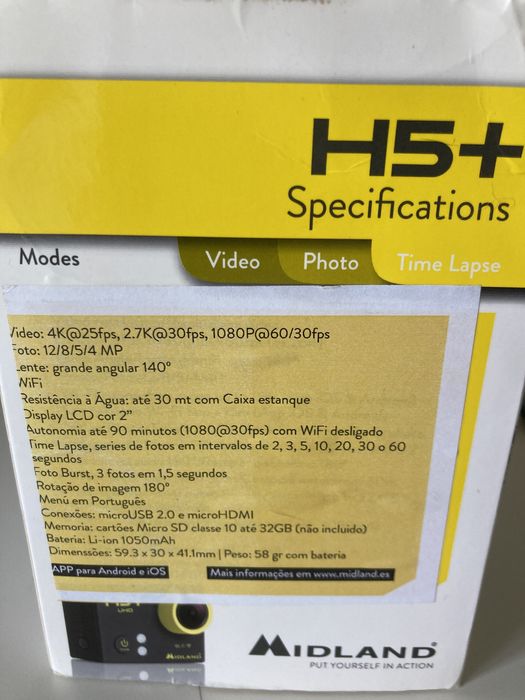 H5+
Specifications
Modes Video Photo Time Lapse
Video: 4K@25fps, 2.7K@30fps, 1080P@60/30fps
Foto: 12/8/5/4 MP
Lente: grande angular 140º
WiFi
Resistência à Água: até 30 mt com Caixa estanque
Display LCD cor 2"
Autonomia até 90 minutos (1080@30fps) com WiFi desligado
Time Lapse, series de fotos em intervalos de 2, 3, 5, 10, 20, 30 o 60
segundos
Foto Burst, 3 fotos em 1,5 segundos
Rotação de imagem 180º
Menú em Português
Conexões: microUSB 2.0 e microHDMI
Memoria: cartões Micro SD classe 10 até 32GB (não incluido)
Bateria: Li-ion 1050mAh
Dimenssões: 59.3 x 30 x 41.1mm | Peso: 58 gr com bateria
APP para Android e iOS Mais informações em www.midland.es
H5+
UHD
MIDLAND
MIDLAND
PUT YOURSELF IN ACTION